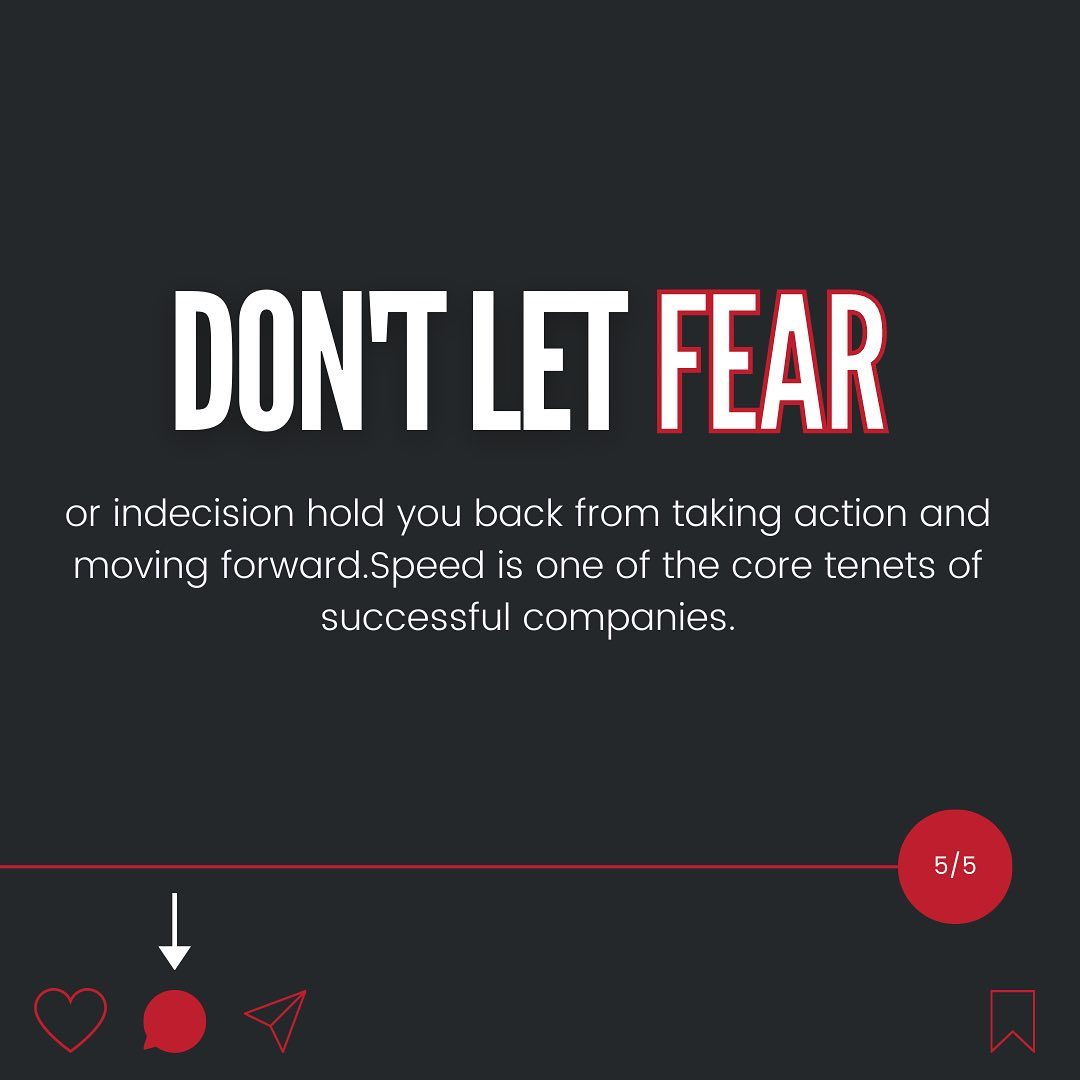 DON'T LET FEAR
or indecision hold you back from taking action and
moving forward.Speed is one of the core tenets of
successful companies.
5/5